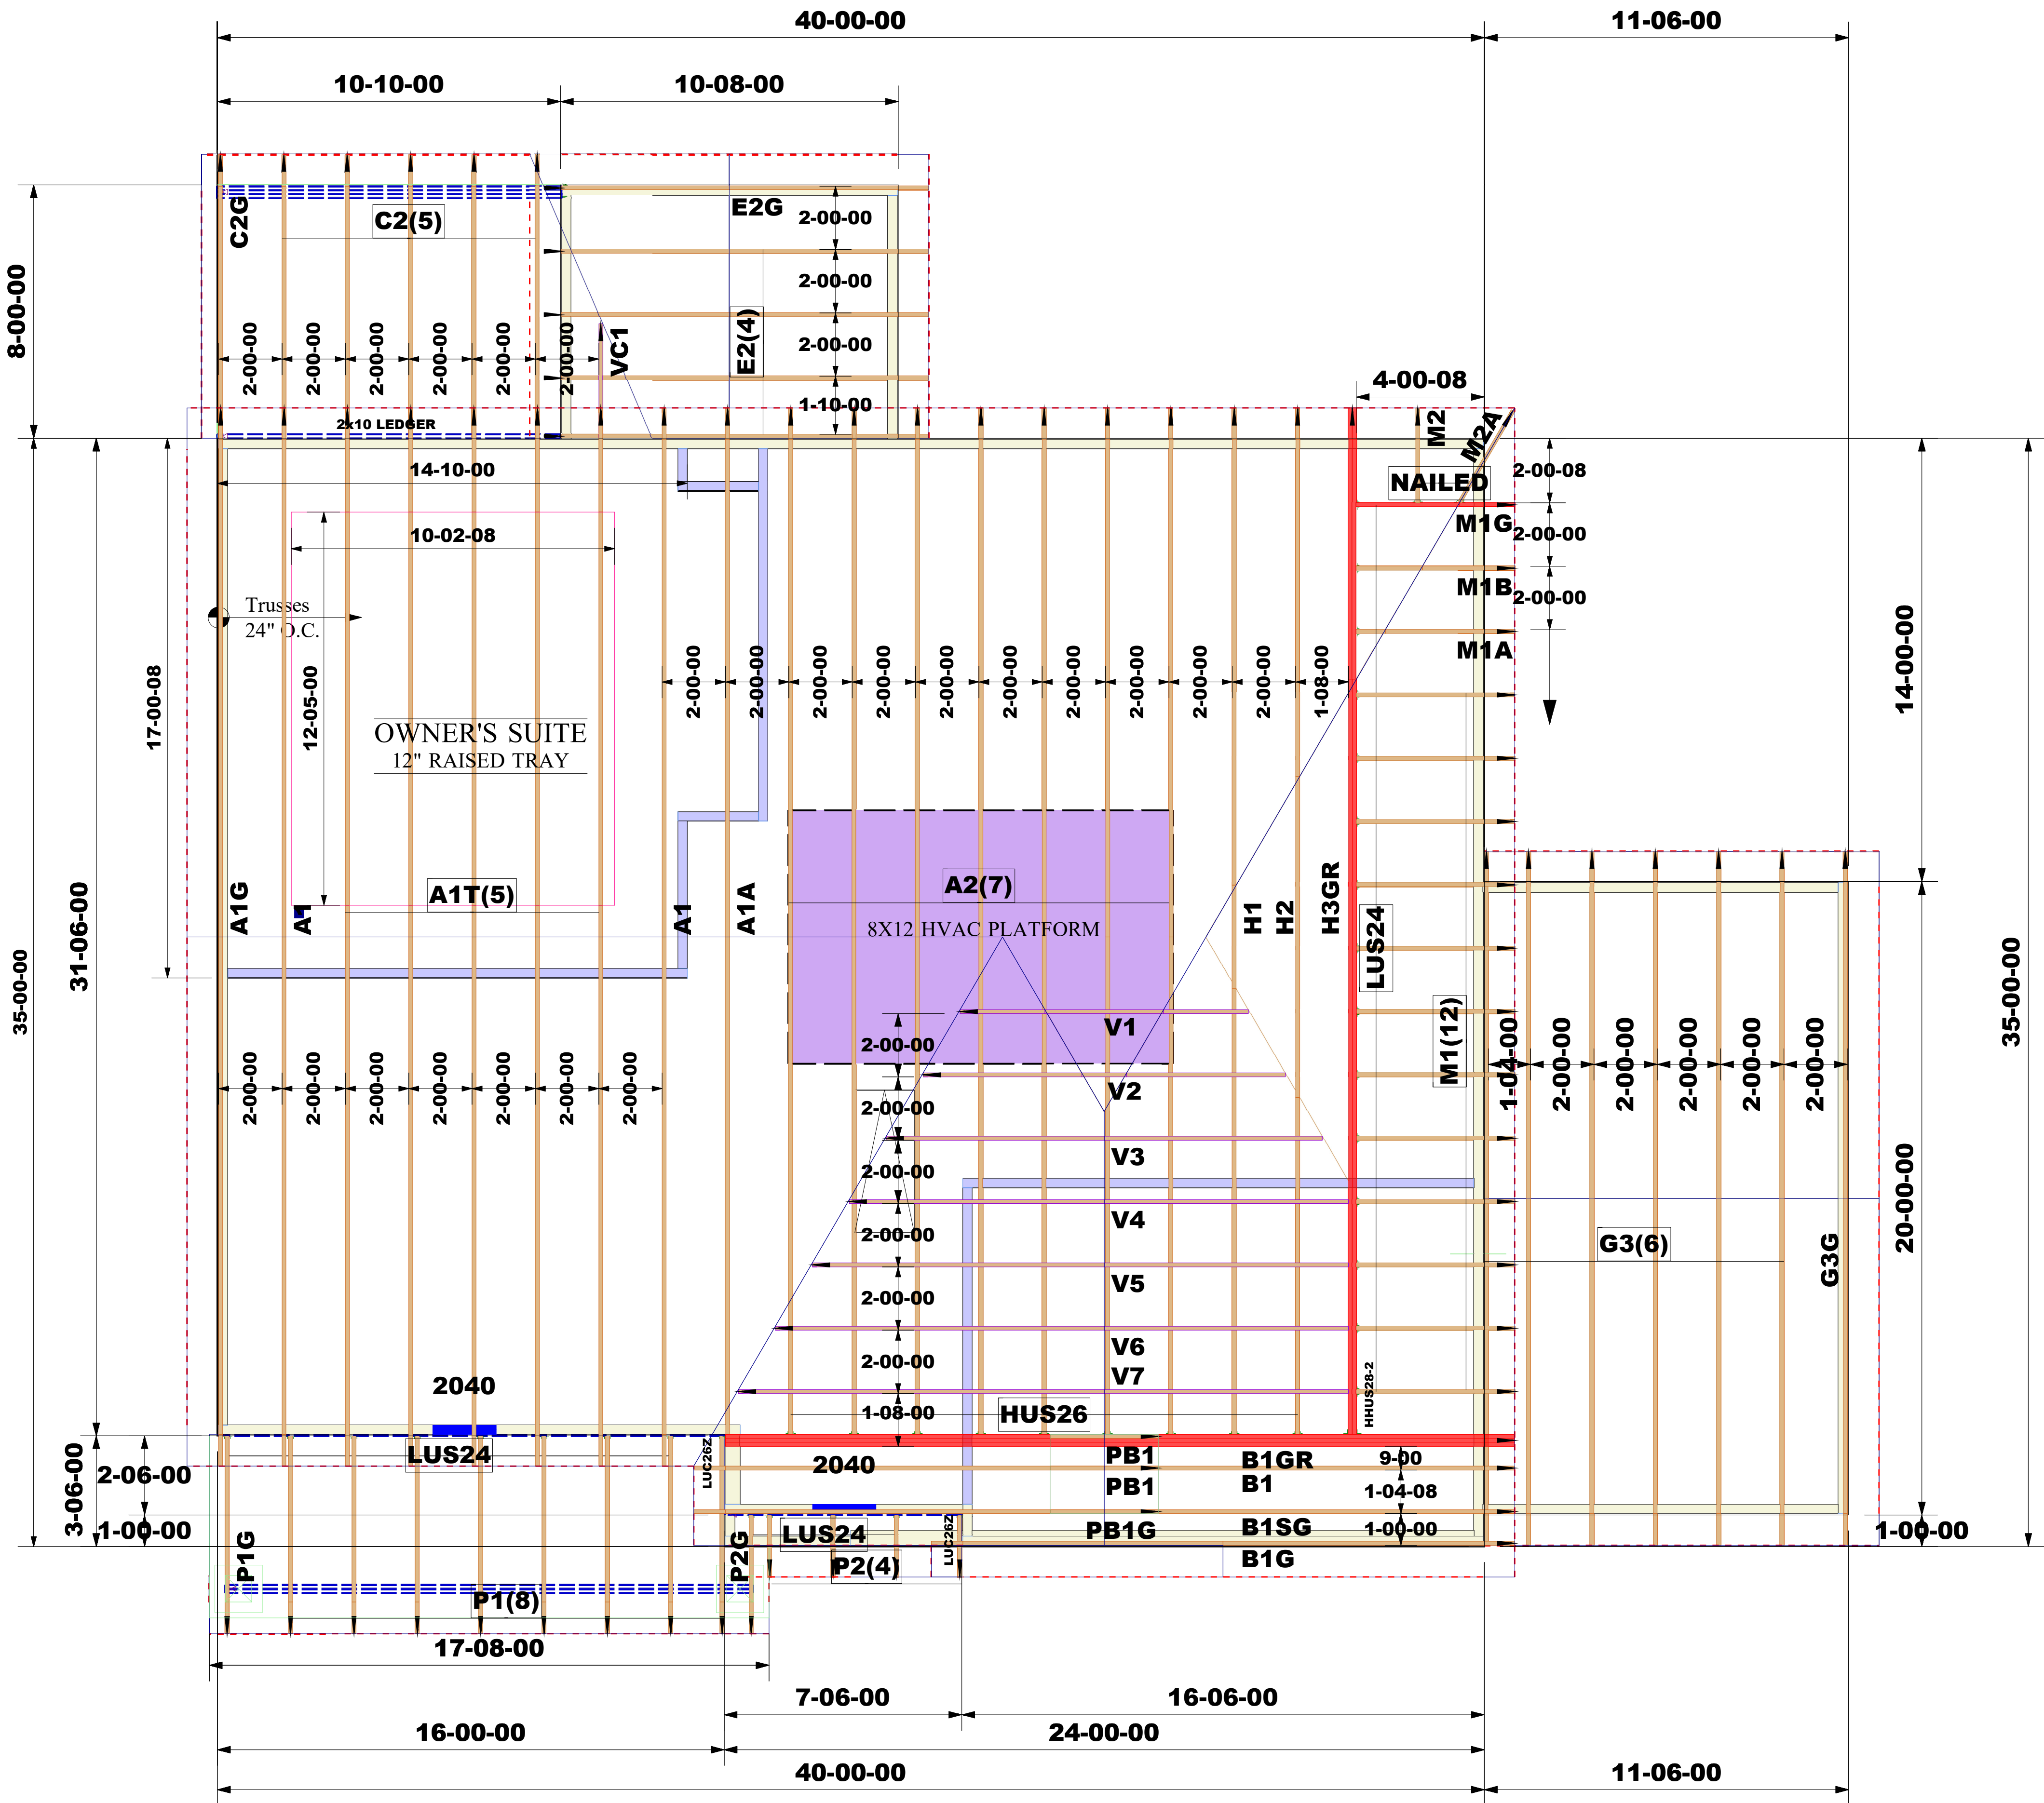 40-00-00
11-06-00
10-10-00
10-08-00
C2G
C2(5)
E2G
2-00-00
2-00-00
2-00-00
1-10-00
E2(4)
VC1
8-00-00
2-00-00
2-00-00
2-00-00
2-00-00
2-00-00
2-00-00
2x10 LEDGER
4-00-08
M2
M2A
NAILED
2-00-08
M1G
2-00-00
M1B
2-00-00
M1A
14-10-00
10-02-08
Trusses
24" O.C.
12-05-00
17-00-08
OWNER'S SUITE
12" RAISED TRAY
2-00-00
2-00-00
2-00-00
2-00-00
2-00-00
2-00-00
2-00-00
2-00-00
2-00-00
2-00-00
1-08-00
14-00-00
31-06-00
35-00-00
35-00-00
A1G
A1
A1T(5)
A1
A1A
A2(7)
8X12 HVAC PLATFORM
H1
H2
H3GR
LUS24
M1(12)
V1
2-00-00
V2
2-00-00
V3
2-00-00
V4
2-00-00
V5
2-00-00
V6
2-00-00
V7
1-08-00
2-00-00
2-00-00
2-00-00
2-00-00
2-00-00
2-00-00
2-00-00
1-04-00
2-00-00
2-00-00
2-00-00
2-00-00
2-00-00
20-00-00
G3(6)
G3G
2040
HUS26
HHUS28-2
LUS24
LUC26Z
2040
PB1
B1GR
9-00
PB1
B1
1-04-08
PB1G
B1SG
1-00-00
B1G
1-00-00
3-06-00
2-06-00
1-00-00
P1G
P2G
LUS24
LUC26Z
P2(4)
P1(8)
17-08-00
7-06-00
16-06-00
16-00-00
24-00-00
40-00-00
11-06-00